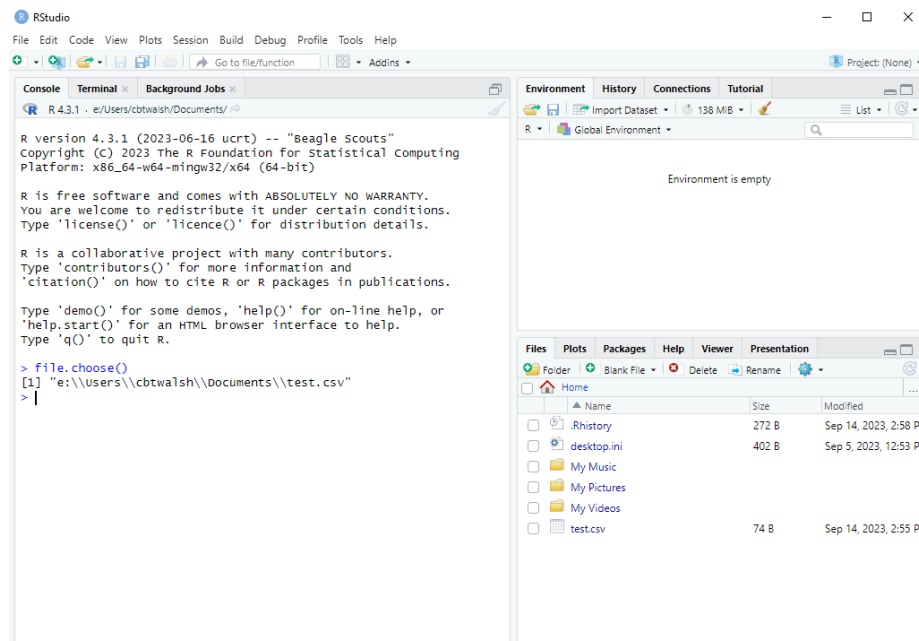 RStudio
File Edit Code View Plots Session Build Debug Profile Tools Help
Go to file/function Addins Project: (None)
Console Terminal Background Jobs
R 4.3.1 · e:/Users/cbtwalsh/Documents/
R version 4.3.1 (2023-06-16 ucrt) -- "Beagle Scouts"
Copyright (C) 2023 The R Foundation for Statistical Computing
Platform: x86_64-w64-mingw32/x64 (64-bit)
R is free software and comes with ABSOLUTELY NO WARRANTY.
You are welcome to redistribute it under certain conditions.
Type 'license()' or 'licence()' for distribution details.
R is a collaborative project with many contributors.
Type 'contributors()' for more information and
'citation()' on how to cite R or R packages in publications.
Type 'demo()' for some demos, 'help()' for on-line help, or
'help.start()' for an HTML browser interface to help.
Type 'q()' to quit R.
> file.choose()
[1] "e:\\Users\\cbtwalsh\\Documents\\test.csv"
>
Environment History Connections Tutorial
Import Dataset 138 MiB List
R Global Environment
Environment is empty
Files Plots Packages Help Viewer Presentation
Folder Blank File Delete Rename
Home ...
Name Size Modified
.Rhistory 272 B Sep 14, 2023, 2:58 P
desktop.ini 402 B Sep 5, 2023, 12:53 P
My Music
My Pictures
My Videos
test.csv 74 B Sep 14, 2023, 2:55 P